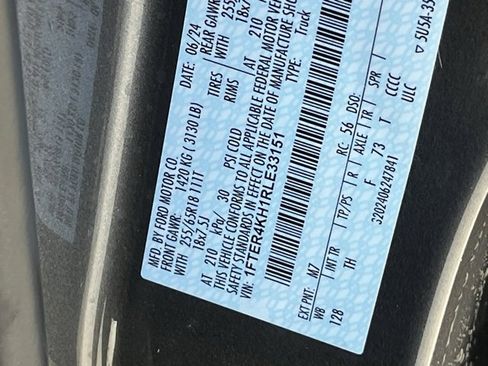 MFD. BY FORD MOTOR CO.
DATE: 06/24
FRONT GAWR: 1420 KG ( 3130 LB)
REAR GAWR
WITH 255/65R18 111T TIRES
WITH 255
18x7.5J RIMS
18x7
AT 210 kPa/ 30 PSI COLD
AT 210
THIS VEHICLE CONFORMS TO ALL APPLICABLE FEDERAL MOTOR
SAFETY STANDARDS IN EFFECT ON THE DATE OF MANUFACTURE SHOW
VIN: 1FTER4KH1RLE33151
TYPE: Truck
EXT PNT: M7 RC: 56 DSO:
WB INT TR TP/PS R AXLE TR SPR
128 TH F 73 T CCCC
3202406247841 ULC
▽ 5U5A-35